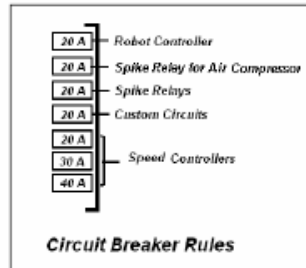 20 A Robot Controller
20 A Spike Relay for Air Compressor
20 A Spike Relays
20 A Custom Circuits
20 A
30 A Speed Controllers
40 A
Circuit Breaker Rules